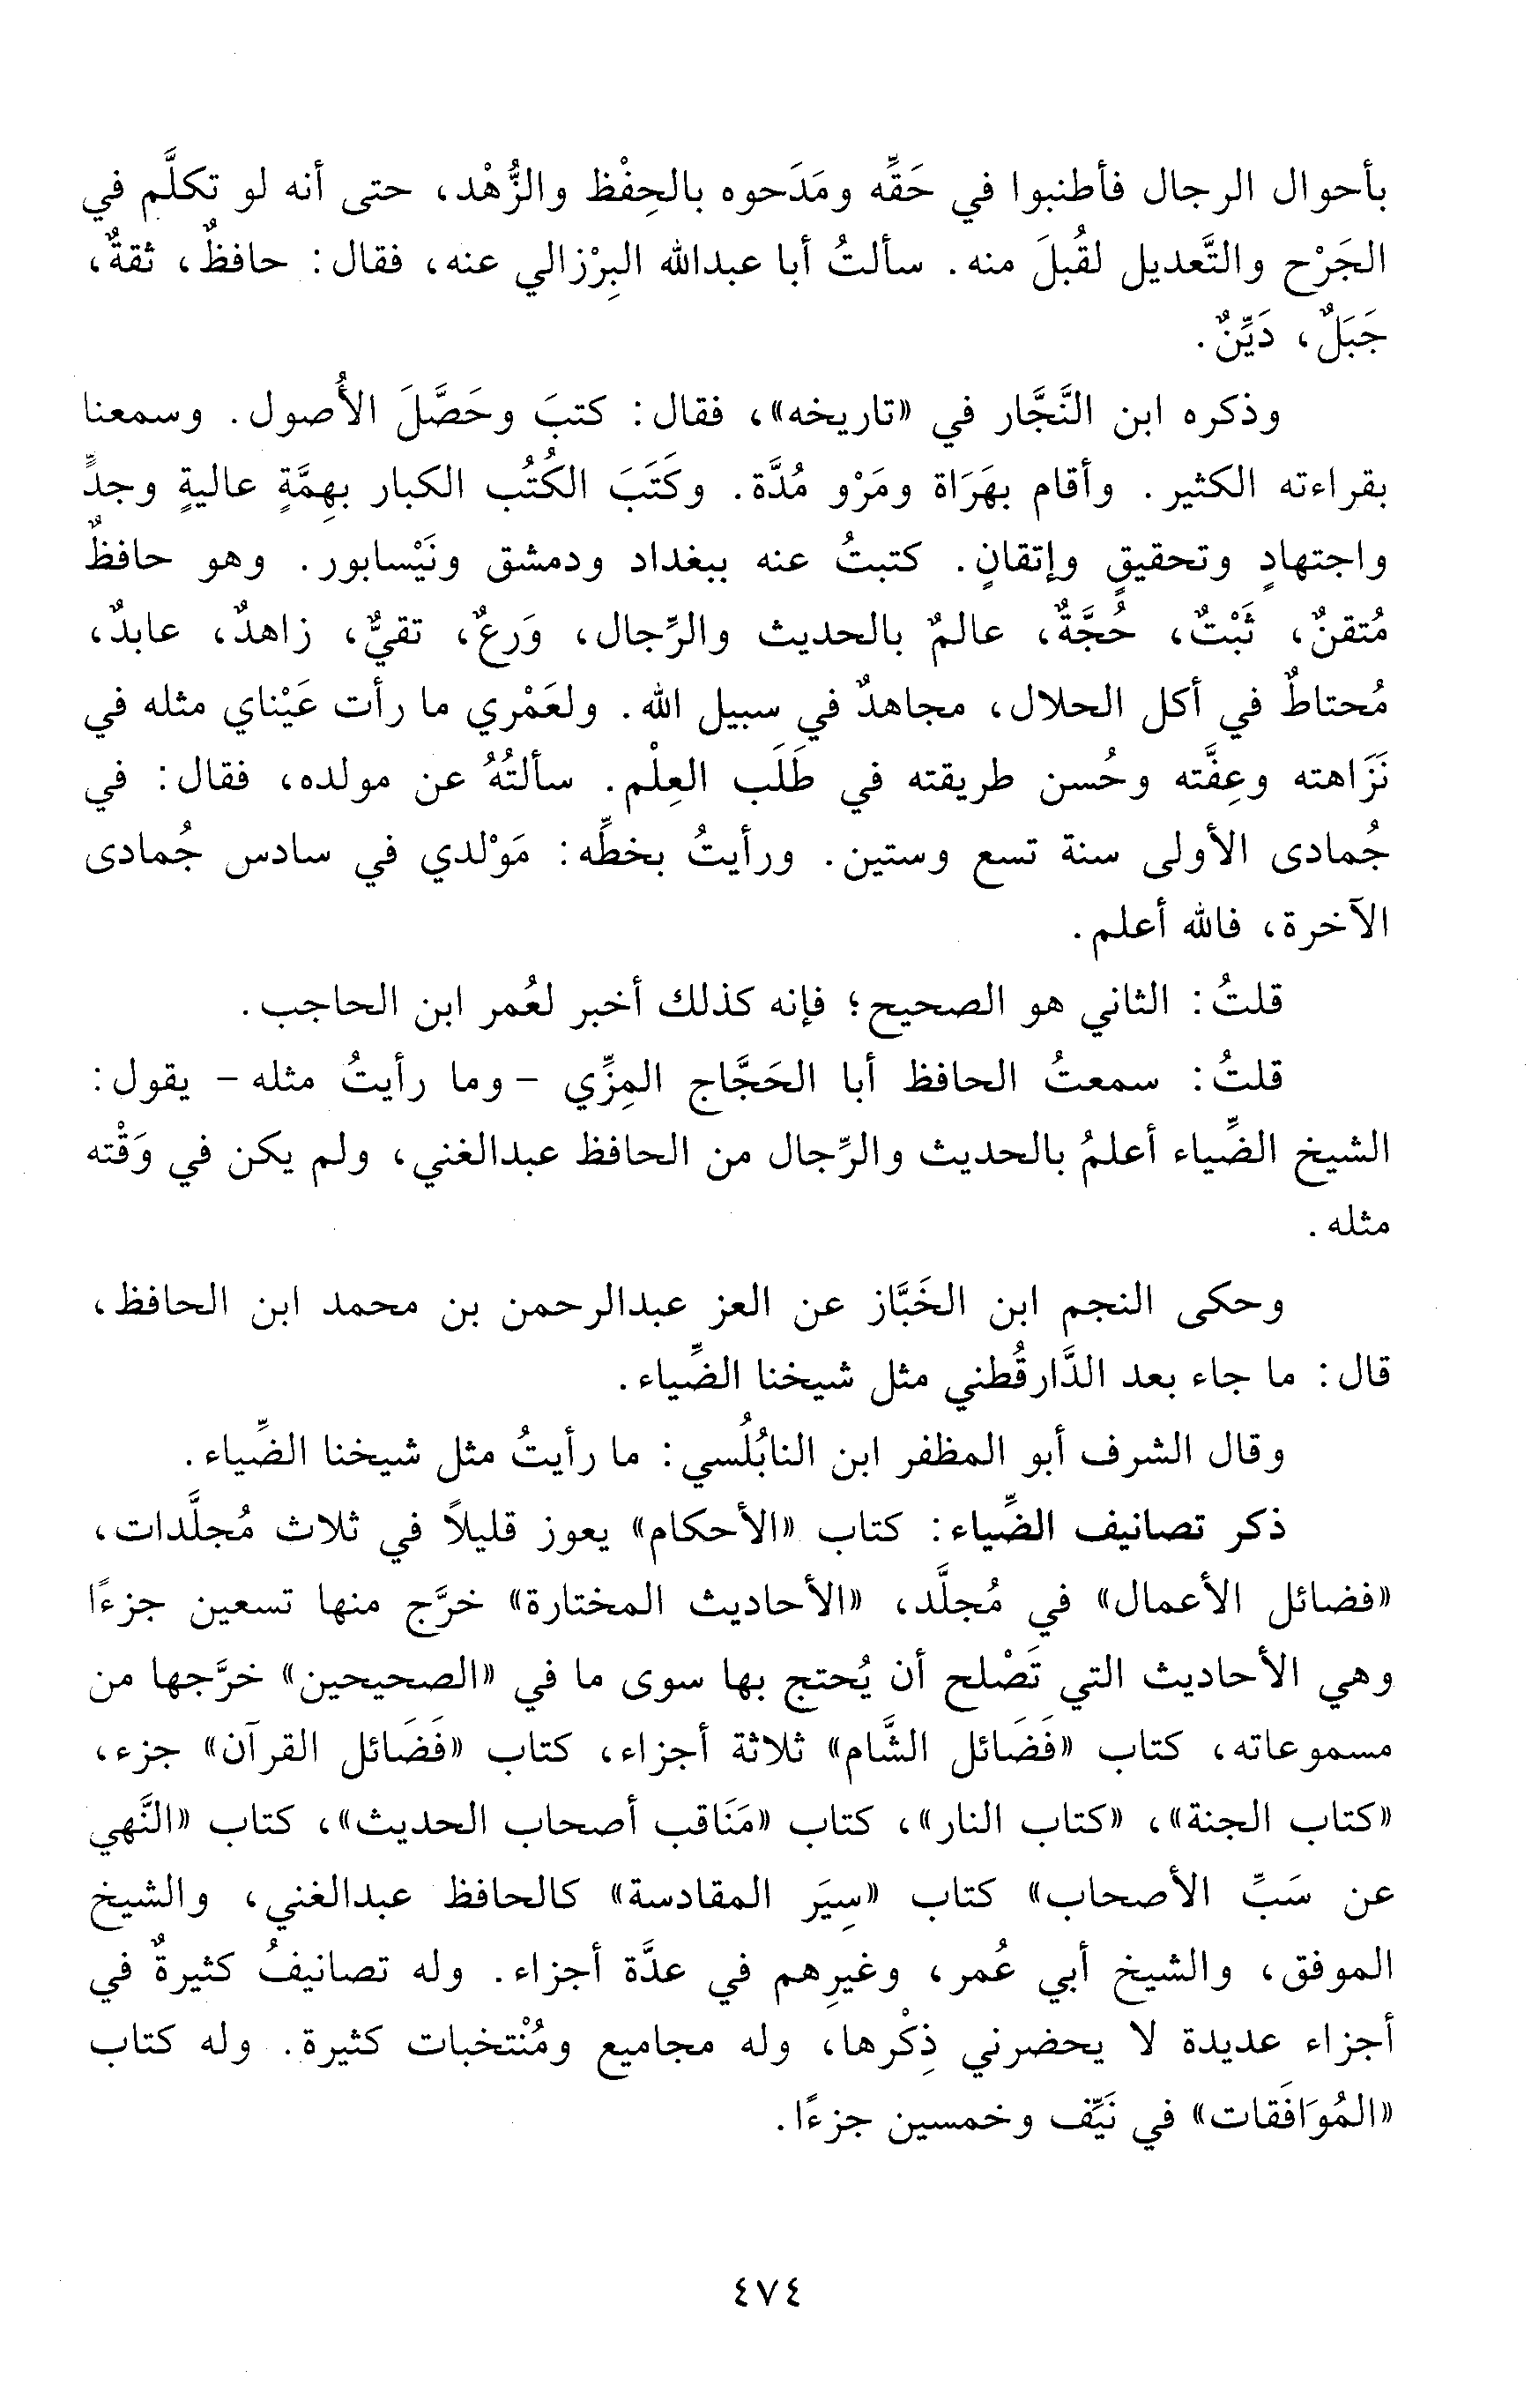 بأحوال الرجال فأطنبوا في حَقِّه ومَدَحوه بالحِفْظ والزُّهْد، حتى أنه لو تكلَّم في
الجَرْح والتَّعديل لقُبلَ منه. سألتُ أبا عبدالله البِرْزالي عنه، فقال: حافظٌ، ثقةٌ،
جَبَلٌ، دَيِّنٌ.
وذكره ابن النَّجَّار في «تاريخه»، فقال: كتبَ وحَصَّلَ الأُصول. وسمعنا
بقراءته الكثير. وأقام بهَرَاة ومَرْو مُدَّة. وكَتَبَ الكُتُب الكبار بهِمَّةٍ عاليةٍ وجدٍّ
واجتهادٍ وتحقيقٍ وإتقانٍ. كتبتُ عنه ببغداد ودمشق ونَيْسابور. وهو حافظٌ
مُتقنٌ، ثَبْتٌ، حُجَّةٌ، عالمٌ بالحديث والرِّجال، وَرعٌ، تقيٌّ، زاهدٌ، عابدٌ،
مُحتاطٌ في أكل الحلال، مجاهدٌ في سبيل الله. ولعَمْري ما رأت عَيْناي مثله في
نَزَاهته وعِفَّته وحُسن طريقته في طَلَب العِلْم. سألتُهُ عن مولده، فقال: في
جُمادى الأولى سنة تسع وستين. ورأيتُ بخطِّه: مَوْلدي في سادس جُمادى
الآخرة، فالله أعلم.
قلتُ: الثاني هو الصحيح؛ فإنه كذلك أخبر لعُمر ابن الحاجب.
قلتُ: سمعتُ الحافظ أبا الحَجَّاج المِزِّي - وما رأيتُ مثله - يقول:
الشيخ الضِّياء أعلمُ بالحديث والرِّجال من الحافظ عبدالغني، ولم يكن في وَقْته
مثله.
وحكى النجم ابن الخَبَّاز عن العز عبدالرحمن بن محمد ابن الحافظ،
قال: ما جاء بعد الدَّارقُطني مثل شيخنا الضِّياء.
وقال الشرف أبو المظفر ابن النابُلُسي: ما رأيتُ مثل شيخنا الضِّياء.
ذكر تصانيف الضِّياء: كتاب «الأحكام» يعوز قليلاً في ثلاث مُجلَّدات،
«فضائل الأعمال» في مُجلَّد، «الأحاديث المختارة» خرَّج منها تسعين جزءًا
وهي الأحاديث التي تَصْلح أن يُحتج بها سوى ما في «الصحيحين» خرَّجها من
مسموعاته، كتاب «فَضَائل الشَّام» ثلاثة أجزاء، كتاب «فَضَائل القرآن» جزء،
«كتاب الجنة»، «كتاب النار»، كتاب «مَنَاقب أصحاب الحديث»، كتاب «النَّهي
عن سَبِّ الأصحاب» كتاب «سِيَر المقادسة» كالحافظ عبدالغني، والشيخ
الموفق، والشيخ أبي عُمر، وغيرِهم في عدَّة أجزاء. وله تصانيفُ كثيرةٌ في
أجزاء عديدة لا يحضرني ذِكْرها، وله مجاميع ومُنْتخبات كثيرة. وله كتاب
«المُوَافَقات» في نَيِّف وخمسين جزءًا.
٤٧٤